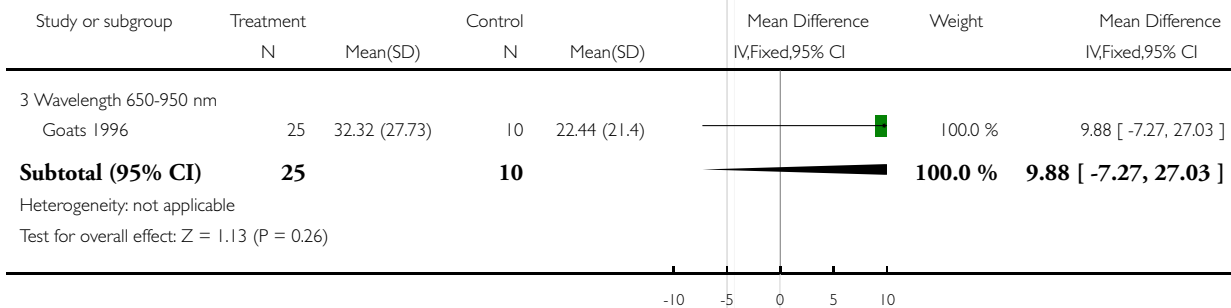 Study or subgroup Treatment Control Mean Difference Weight Mean Difference
N Mean(SD) N Mean(SD) IV,Fixed,95% CI IV,Fixed,95% CI
3 Wavelength 650-950 nm
Goats 1996 25 32.32 (27.73) 10 22.44 (21.4) 100.0 % 9.88 [ -7.27, 27.03 ]
Subtotal (95% CI) 25 10 100.0 % 9.88 [ -7.27, 27.03 ]
Heterogeneity: not applicable
Test for overall effect: Z = 1.13 (P = 0.26)
-10 -5 0 5 10